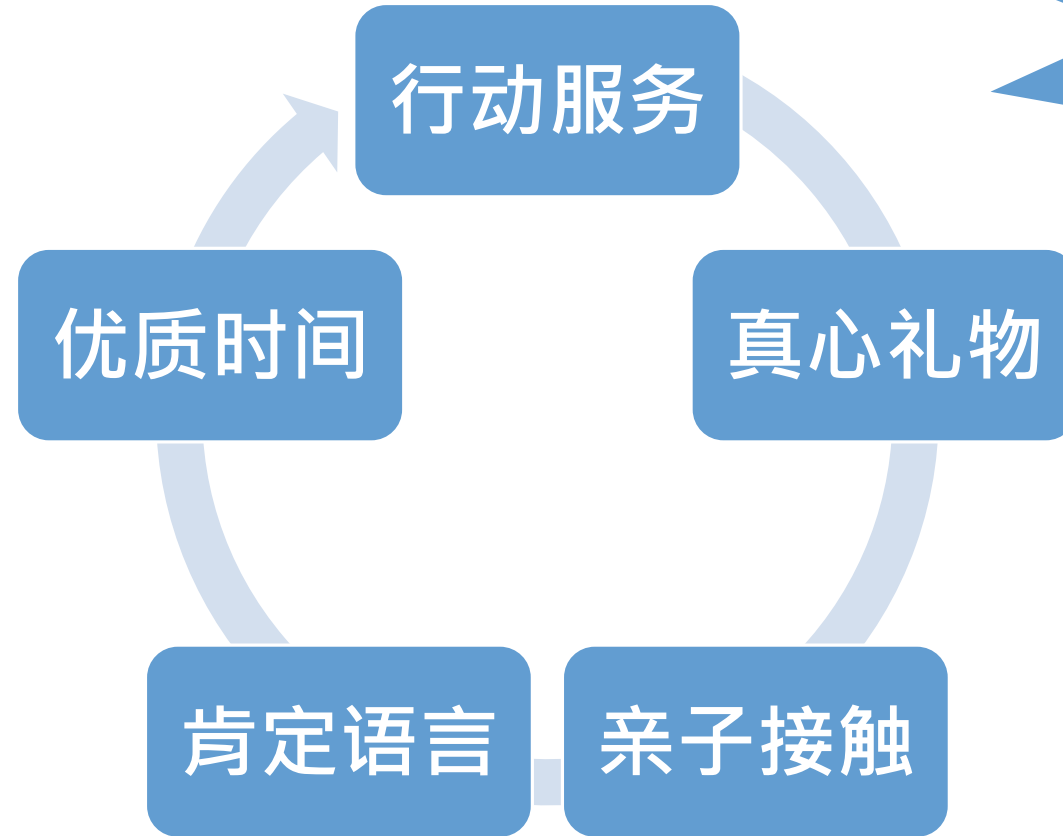 行动服务
优质时间
真心礼物
肯定语言
亲子接触